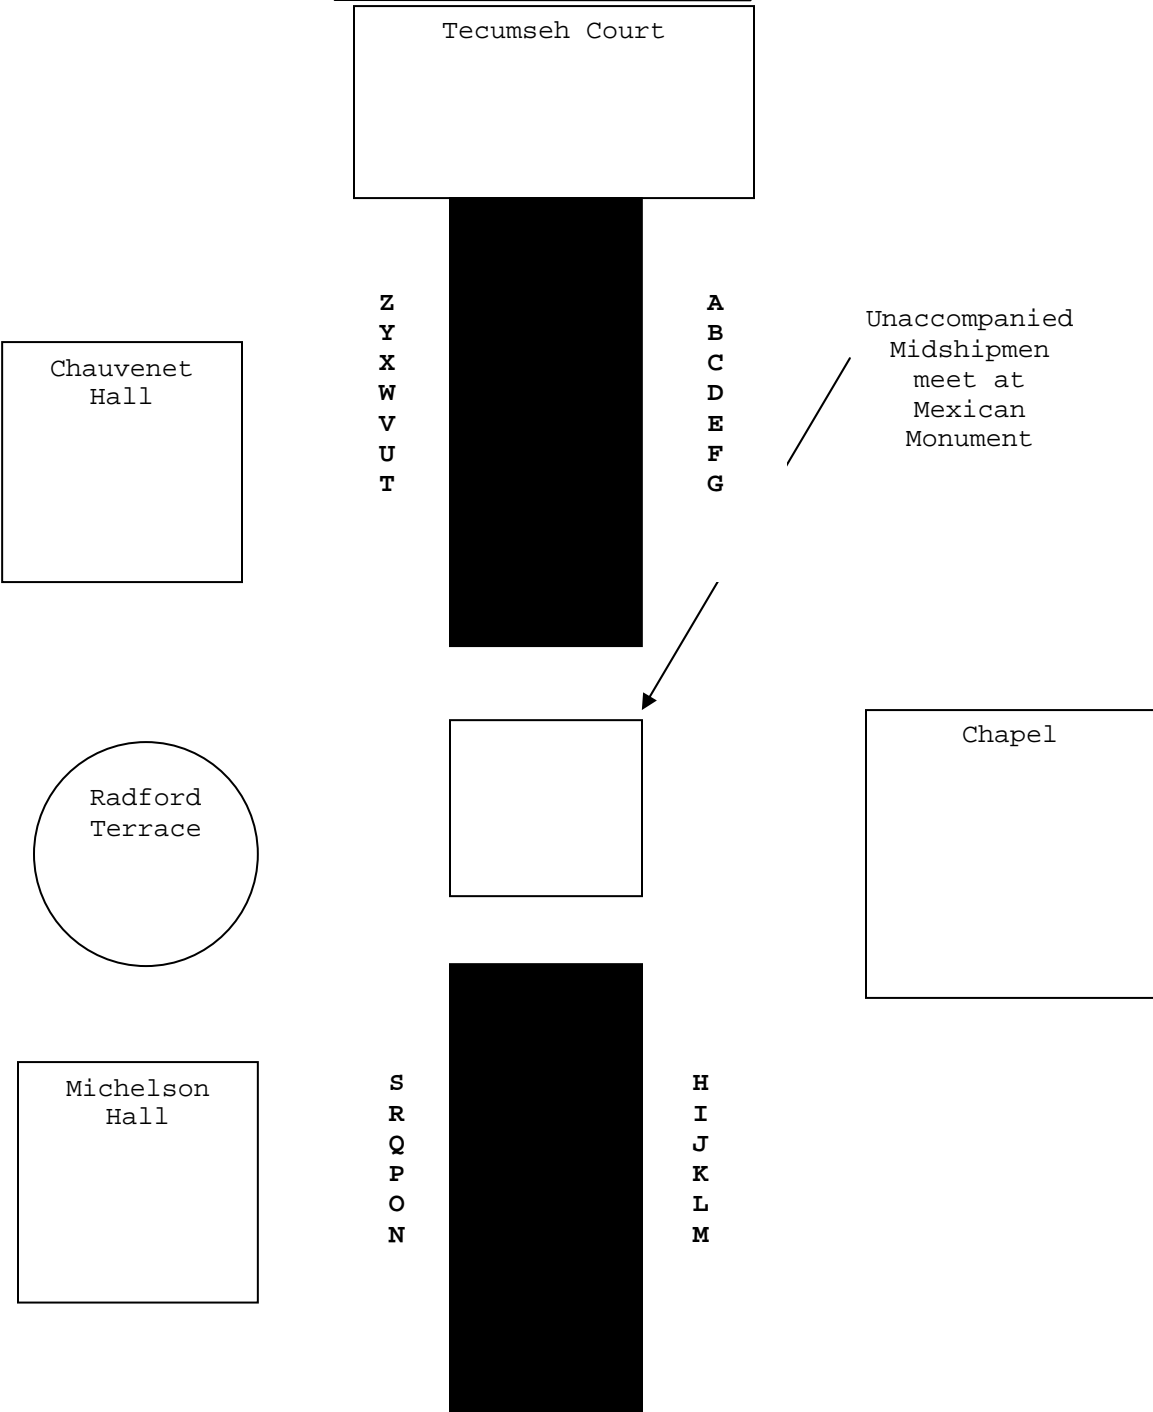 Tecumseh Court
Z
Y
X
W
V
U
T
A
B
C
D
E
F
G
Unaccompanied
Midshipmen
meet at
Mexican
Monument
Chauvenet
Hall
Radford
Terrace
Chapel
Michelson
Hall
S
R
Q
P
O
N
H
I
J
K
L
M